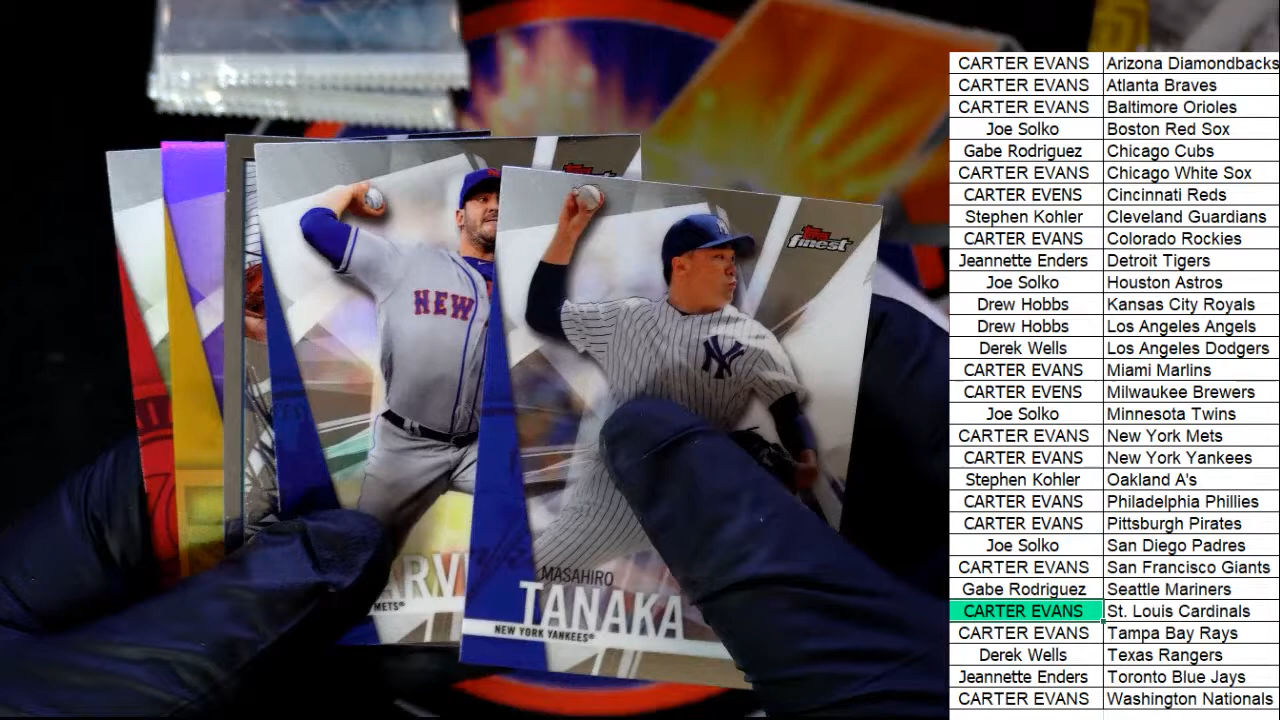 CARTER EVANS Arizona Diamondbacks
CARTER EVANS Atlanta Braves
CARTER EVANS Baltimore Orioles
Joe Solko Boston Red Sox
Gabe Rodriguez Chicago Cubs
CARTER EVANS Chicago White Sox
CARTER EVENS Cincinnati Reds
Stephen Kohler Cleveland Guardians
CARTER EVANS Colorado Rockies
Jeannette Enders Detroit Tigers
Joe Solko Houston Astros
Drew Hobbs Kansas City Royals
Drew Hobbs Los Angeles Angels
Derek Wells Los Angeles Dodgers
CARTER EVANS Miami Marlins
CARTER EVENS Milwaukee Brewers
Joe Solko Minnesota Twins
CARTER EVANS New York Mets
CARTER EVANS New York Yankees
Stephen Kohler Oakland A's
CARTER EVANS Philadelphia Phillies
CARTER EVANS Pittsburgh Pirates
Joe Solko San Diego Padres
CARTER EVANS San Francisco Giants
Gabe Rodriguez Seattle Mariners
CARTER EVANS St. Louis Cardinals
CARTER EVANS Tampa Bay Rays
Derek Wells Texas Rangers
Jeannette Enders Toronto Blue Jays
CARTER EVANS Washington Nationals
Topps
finest
NEW
NY
ARV
METS®
MASAHIRO
TANAKA
NEW YORK YANKEES®